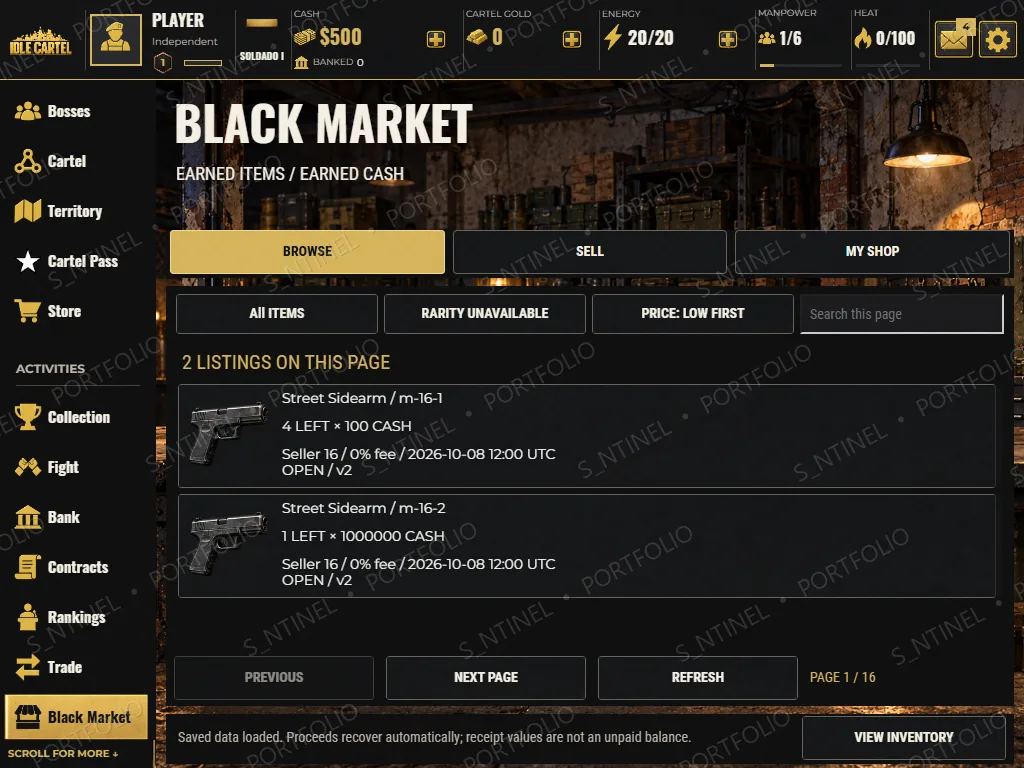 IDLE CARTEL
PLAYER
Independent
1
SOLDADO I
CASH
$500
BANKED 0
CARTEL GOLD
0
ENERGY
20/20
MANPOWER
1/6
HEAT
0/100
4
Bosses
Cartel
Territory
Cartel Pass
Store
ACTIVITIES
Collection
Fight
Bank
Contracts
Rankings
Trade
Black Market
SCROLL FOR MORE ↓
BLACK MARKET
EARNED ITEMS / EARNED CASH
BROWSE
SELL
MY SHOP
All ITEMS
RARITY UNAVAILABLE
PRICE: LOW FIRST
Search this page
2 LISTINGS ON THIS PAGE
Street Sidearm / m-16-1
4 LEFT × 100 CASH
Seller 16 / 0% fee / 2026-10-08 12:00 UTC
OPEN / v2
Street Sidearm / m-16-2
1 LEFT × 1000000 CASH
Seller 16 / 0% fee / 2026-10-08 12:00 UTC
OPEN / v2
PREVIOUS
NEXT PAGE
REFRESH
PAGE 1 / 16
Saved data loaded. Proceeds recover automatically; receipt values are not an unpaid balance.
VIEW INVENTORY
S_NTINEL • PORTFOLIO